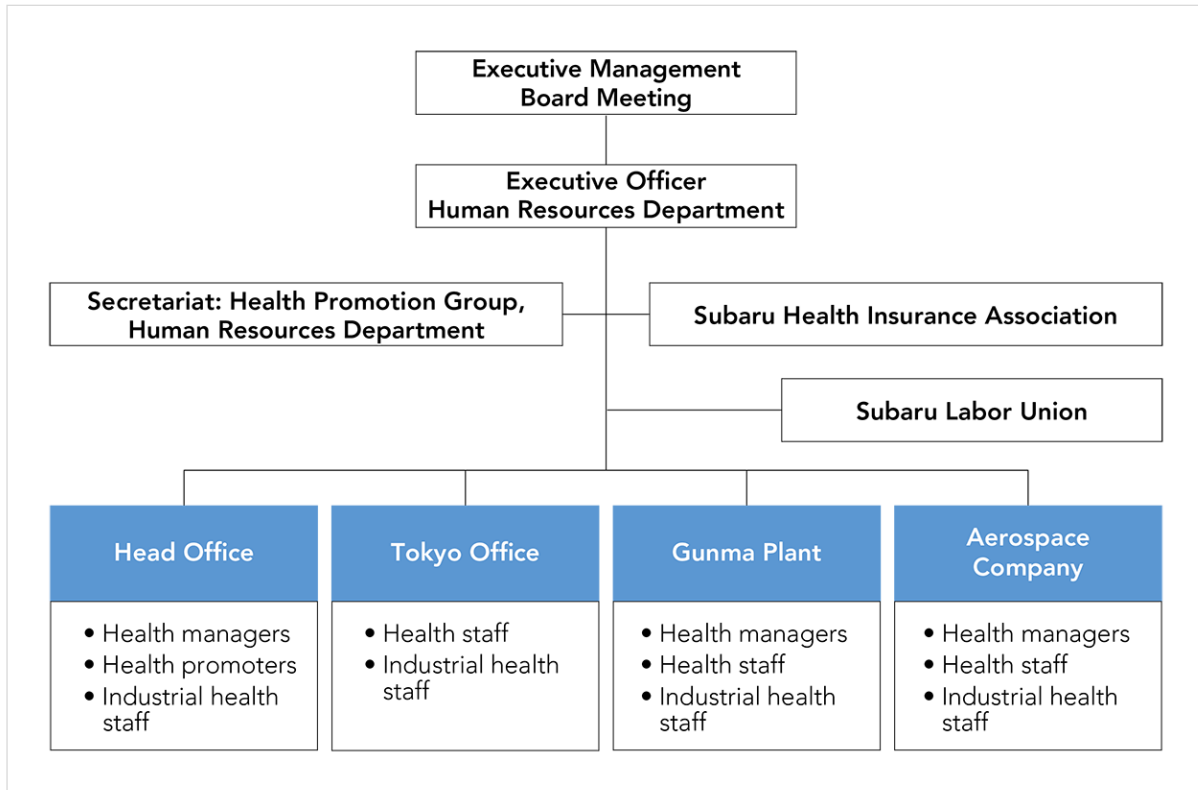 Executive Management
Board Meeting
Executive Officer
Human Resources Department
Secretariat: Health Promotion Group,
Human Resources Department
Subaru Health Insurance Association
Subaru Labor Union
Head Office
• Health managers
• Health promoters
• Industrial health
staff
Tokyo Office
• Health staff
• Industrial health
staff
Gunma Plant
• Health managers
• Health staff
• Industrial health
staff
Aerospace
Company
• Health managers
• Health staff
• Industrial health
staff